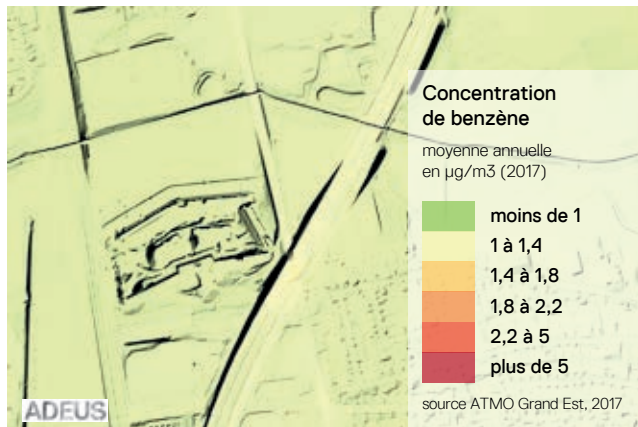 Concentration
de benzène
moyenne annuelle
en µg/m3 (2017)
moins de 1
1 à 1,4
1,4 à 1,8
1,8 à 2,2
2,2 à 5
plus de 5
source ATMO Grand Est, 2017
ADEUS